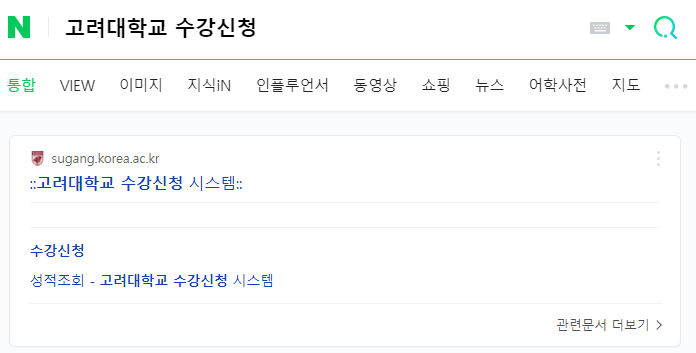 N 고려대학교 수강신청
통합 VIEW 이미지 지식iN 인플루언서 동영상 쇼핑 뉴스 어학사전 지도
sugang.korea.ac.kr
::고려대학교 수강신청 시스템::
수강신청
성적조회 - 고려대학교 수강신청 시스템
관련문서 더보기